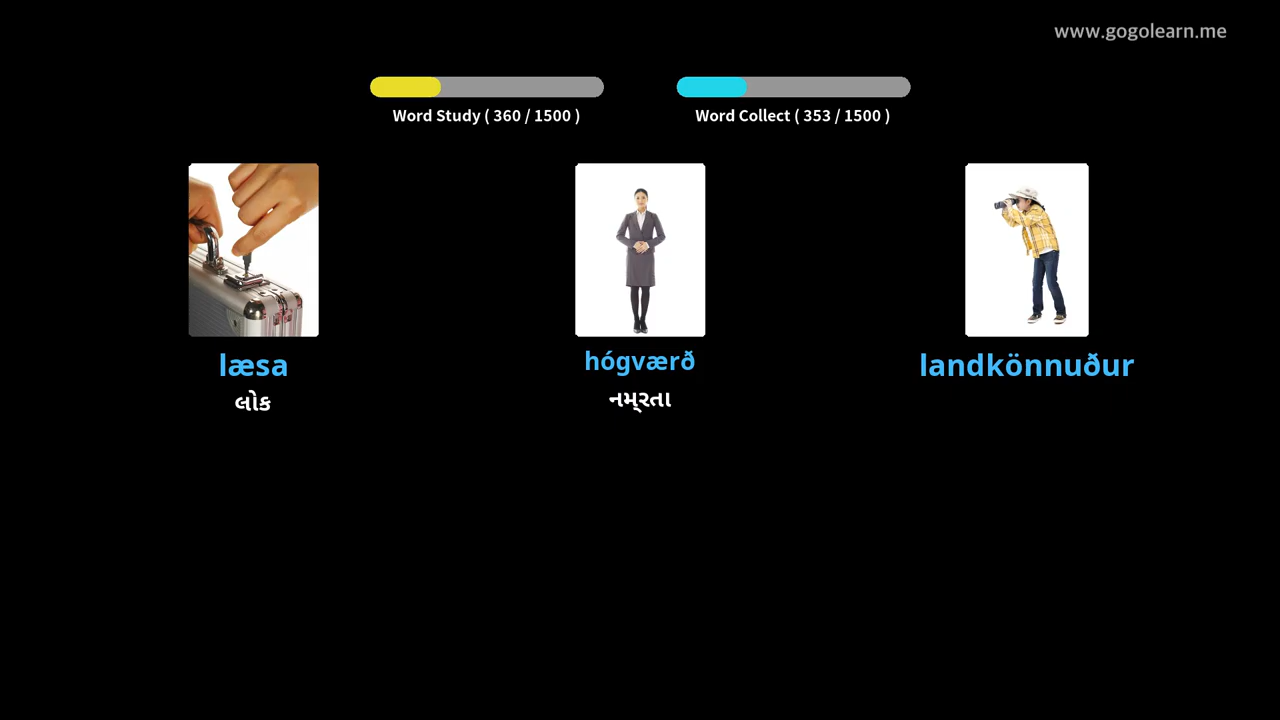 www.gogolearn.me
Word Study ( 360 / 1500 )
Word Collect ( 353 / 1500 )
læsa
લોક
hógværð
નમ્રતા
landkönnuður